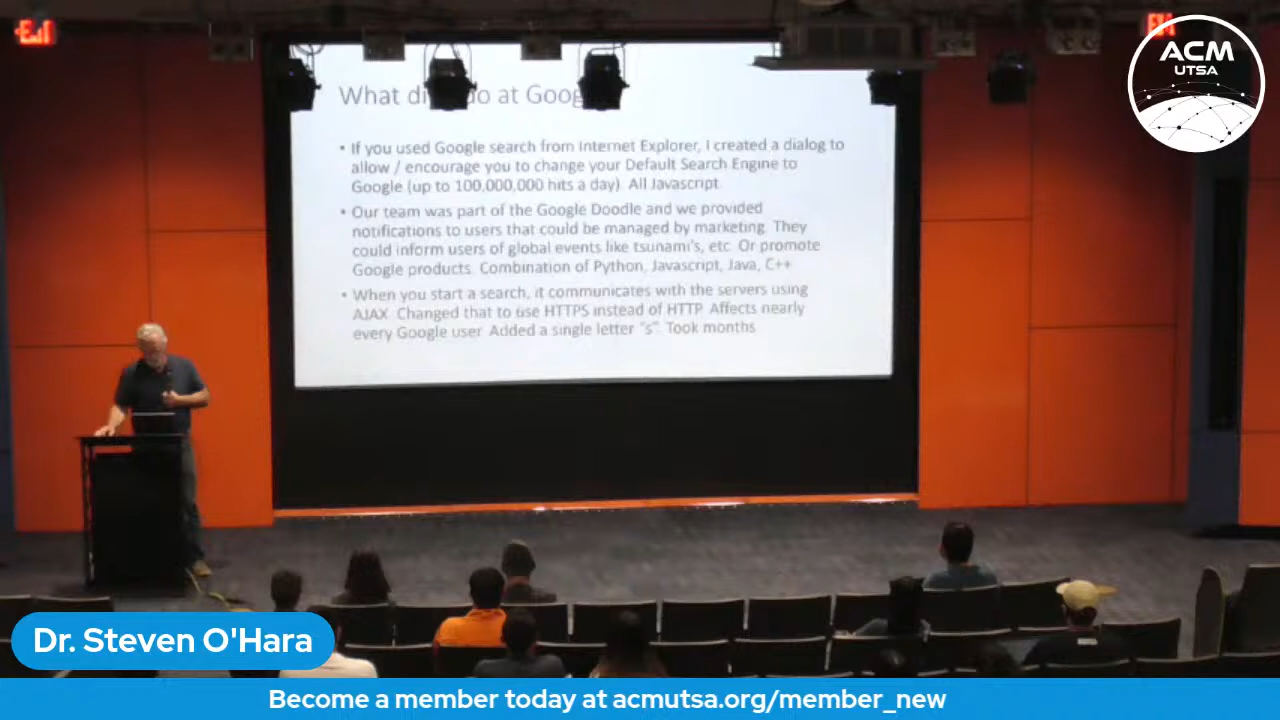 Exit
ACM
UTSA
What di o at Goog
• If you used Google search from Internet Explorer, I created a dialog to
allow / encourage you to change your Default Search Engine to
Google (up to 100,000,000 hits a day). All Javascript.
• Our team was part of the Google Doodle and we provided
notifications to users that could be managed by marketing. They
could inform users of global events like tsunami's, etc. Or promote
Google products. Combination of Python, Javascript, Java, C++
• When you start a search, it communicates with the servers using
AJAX. Changed that to use HTTPS instead of HTTP. Affects nearly
every Google user. Added a single letter "s". Took months
Dr. Steven O'Hara
Become a member today at acmutsa.org/member_new